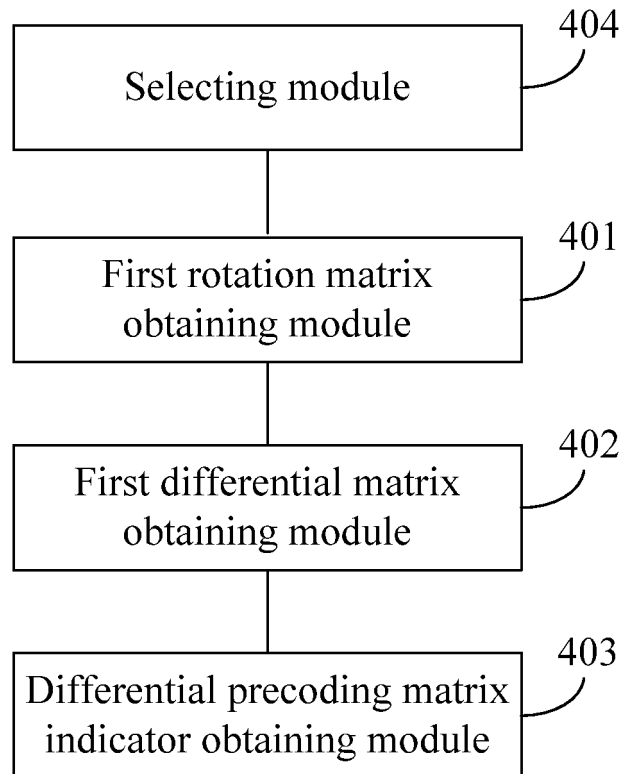 404
Selecting module
401
First rotation matrix
obtaining module
402
First differential matrix
obtaining module
403
Differential precoding matrix
indicator obtaining module